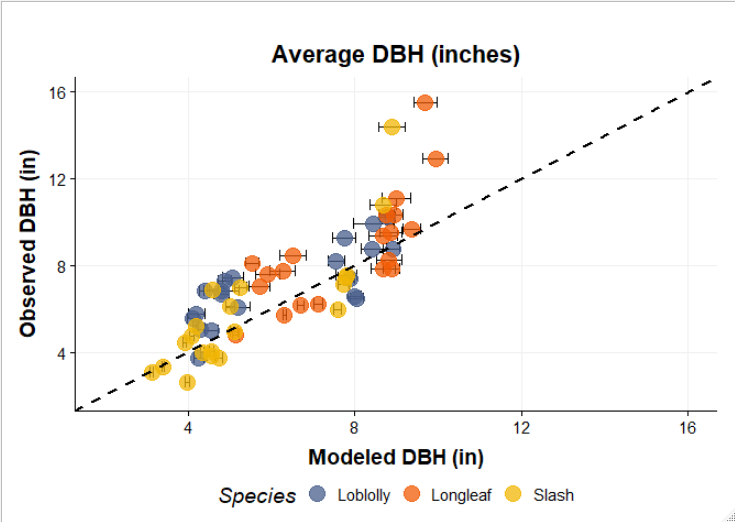 Average DBH (inches)
16
12
8
4
Observed DBH (in)
4 8 12 16
Modeled DBH (in)
Species Loblolly Longleaf Slash